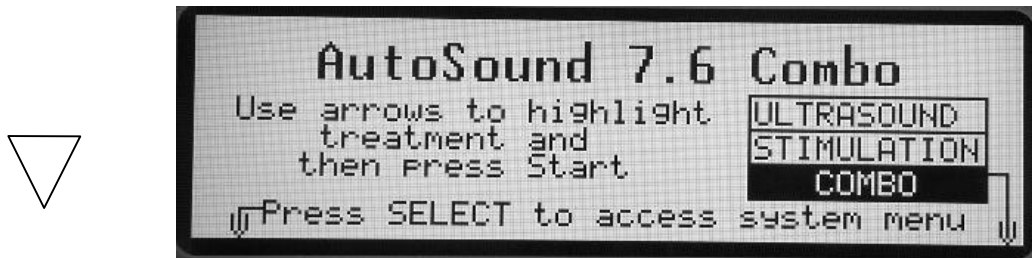 AutoSound 7.6 Combo
Use arrows to highlight
treatment and
then press Start
ULTRASOUND
STIMULATION
COMBO
Press SELECT to access system menu